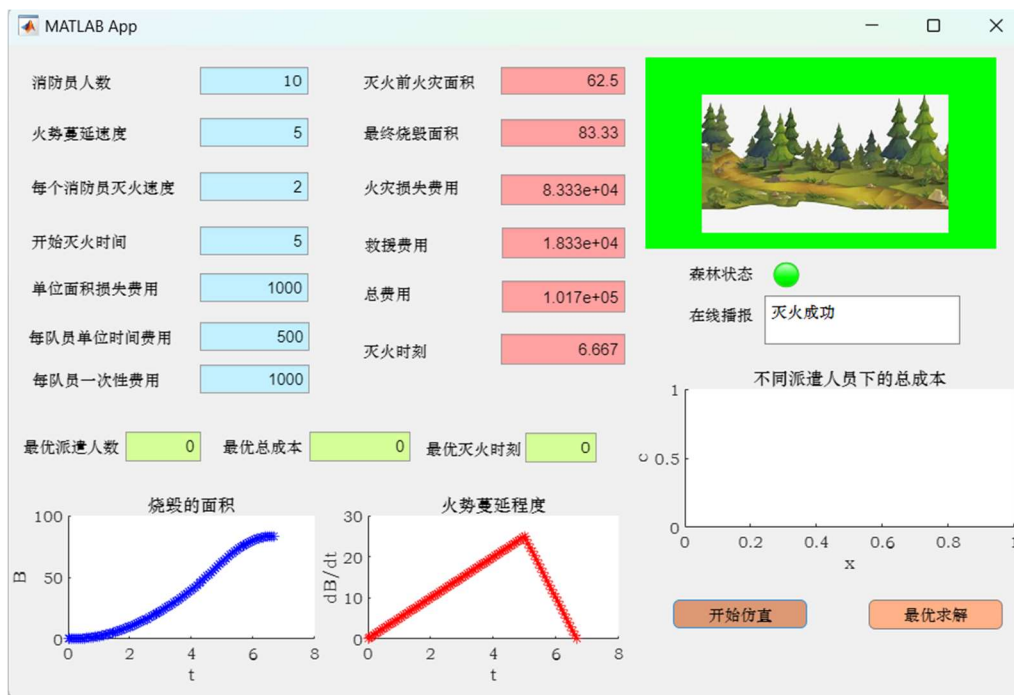 MATLAB App
消防员人数 10
火势蔓延速度 5
每个消防员灭火速度 2
开始灭火时间 5
单位面积损失费用 1000
每队员单位时间费用 500
每队员一次性费用 1000
灭火前火灾面积 62.5
最终烧毁面积 83.33
火灾损失费用 8.333e+04
救援费用 1.833e+04
总费用 1.017e+05
灭火时刻 6.667
森林状态
在线播报 灭火成功
最优派遣人数 0 最优总成本 0 最优灭火时刻 0
不同派遣人员下的总成本
1
0.5
0
c
0 0.2 0.4 0.6 0.8 1
x
烧毁的面积
100
50
0
B
0 2 4 6 8
t
火势蔓延程度
30
20
10
0
dB/dt
0 2 4 6 8
t
开始仿真 最优求解